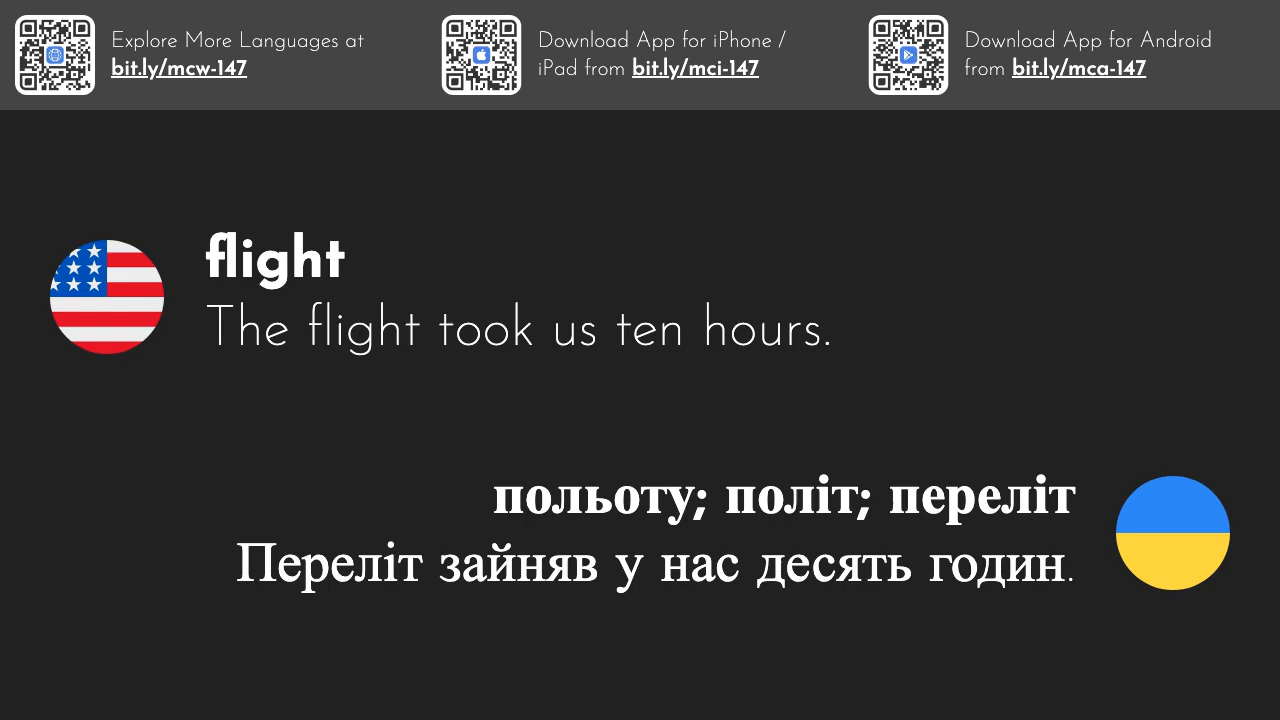 Explore More Languages at
bit.ly/mcw-147
Download App for iPhone /
iPad from bit.ly/mci-147
Download App for Android
from bit.ly/mca-147
flight
The flight took us ten hours.
польоту; політ; переліт
Переліт зайняв у нас десять годин.